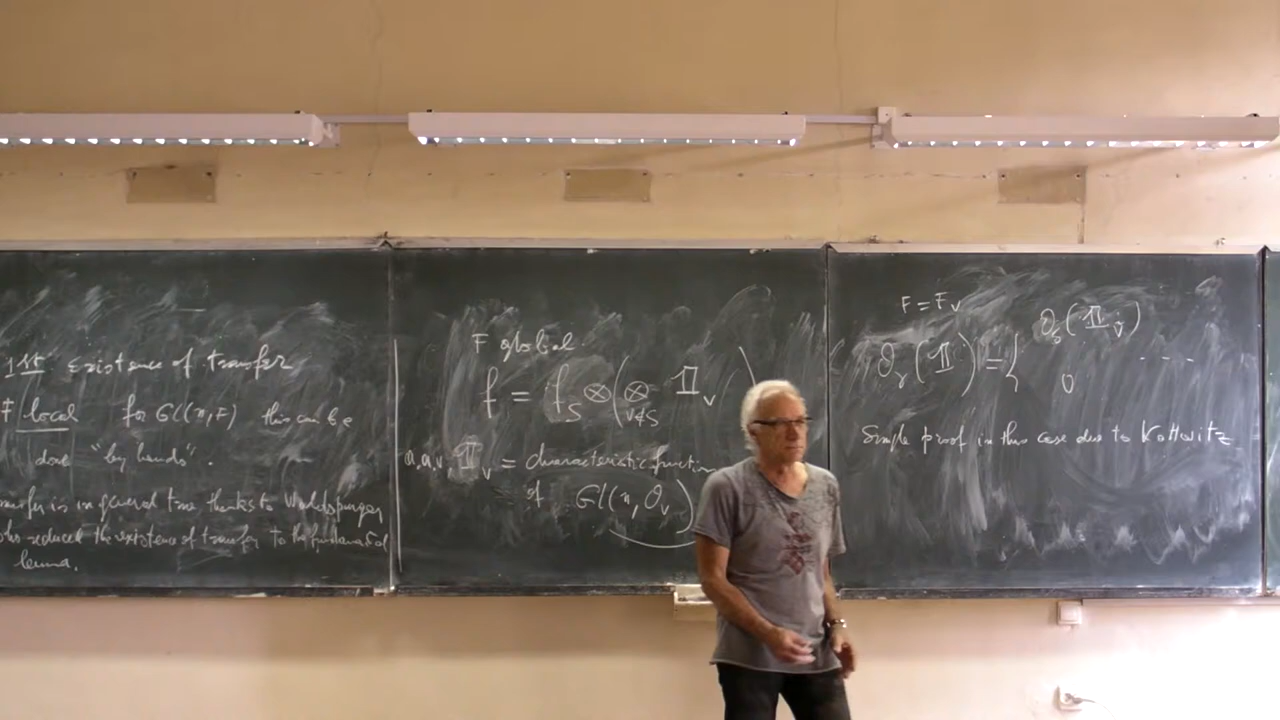 1st existence of transfer
F local for Gl(n,F) this can be
done "by hands".
transfer is in general true thanks to Waldspurger
who reduced the existence of transfer to the fundamental
lemma.
F global.
f = f_S ⊗ (⊗_{v∉S} 𝟙_v)
a,a,v, 𝟙_v = characteristic function
of Gl(n, O_v)
F = F_v
O_γ(𝟙) = { O_δ(𝟙_v) ----
0
Simple proof in this case due to Kottwitz